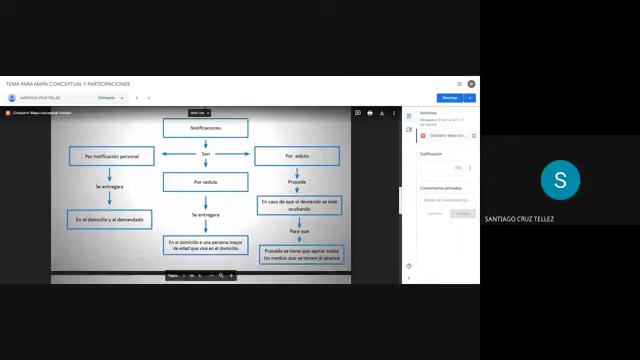 TEMA PARA MAPA CONCEPTUAL Y PARTICIPACIONES
SANTIAGO CRUZ TELLEZ
Entregado
Notificaciones
Son
Por notificación personal
Por edicto
Por cedula
Se entregara
Procede
En el domicilio y al demandado
Se entregara
En caso de que el demando se este
ocultando
Para que
En el domicilio a una persona mayor
de edad que viva en el domicilio
Proceda se tiene que agotar todos
los medios que se tienen al alcance
Archivos
Calificación
Comentarios privados
S
SANTIAGO CRUZ TELLEZ